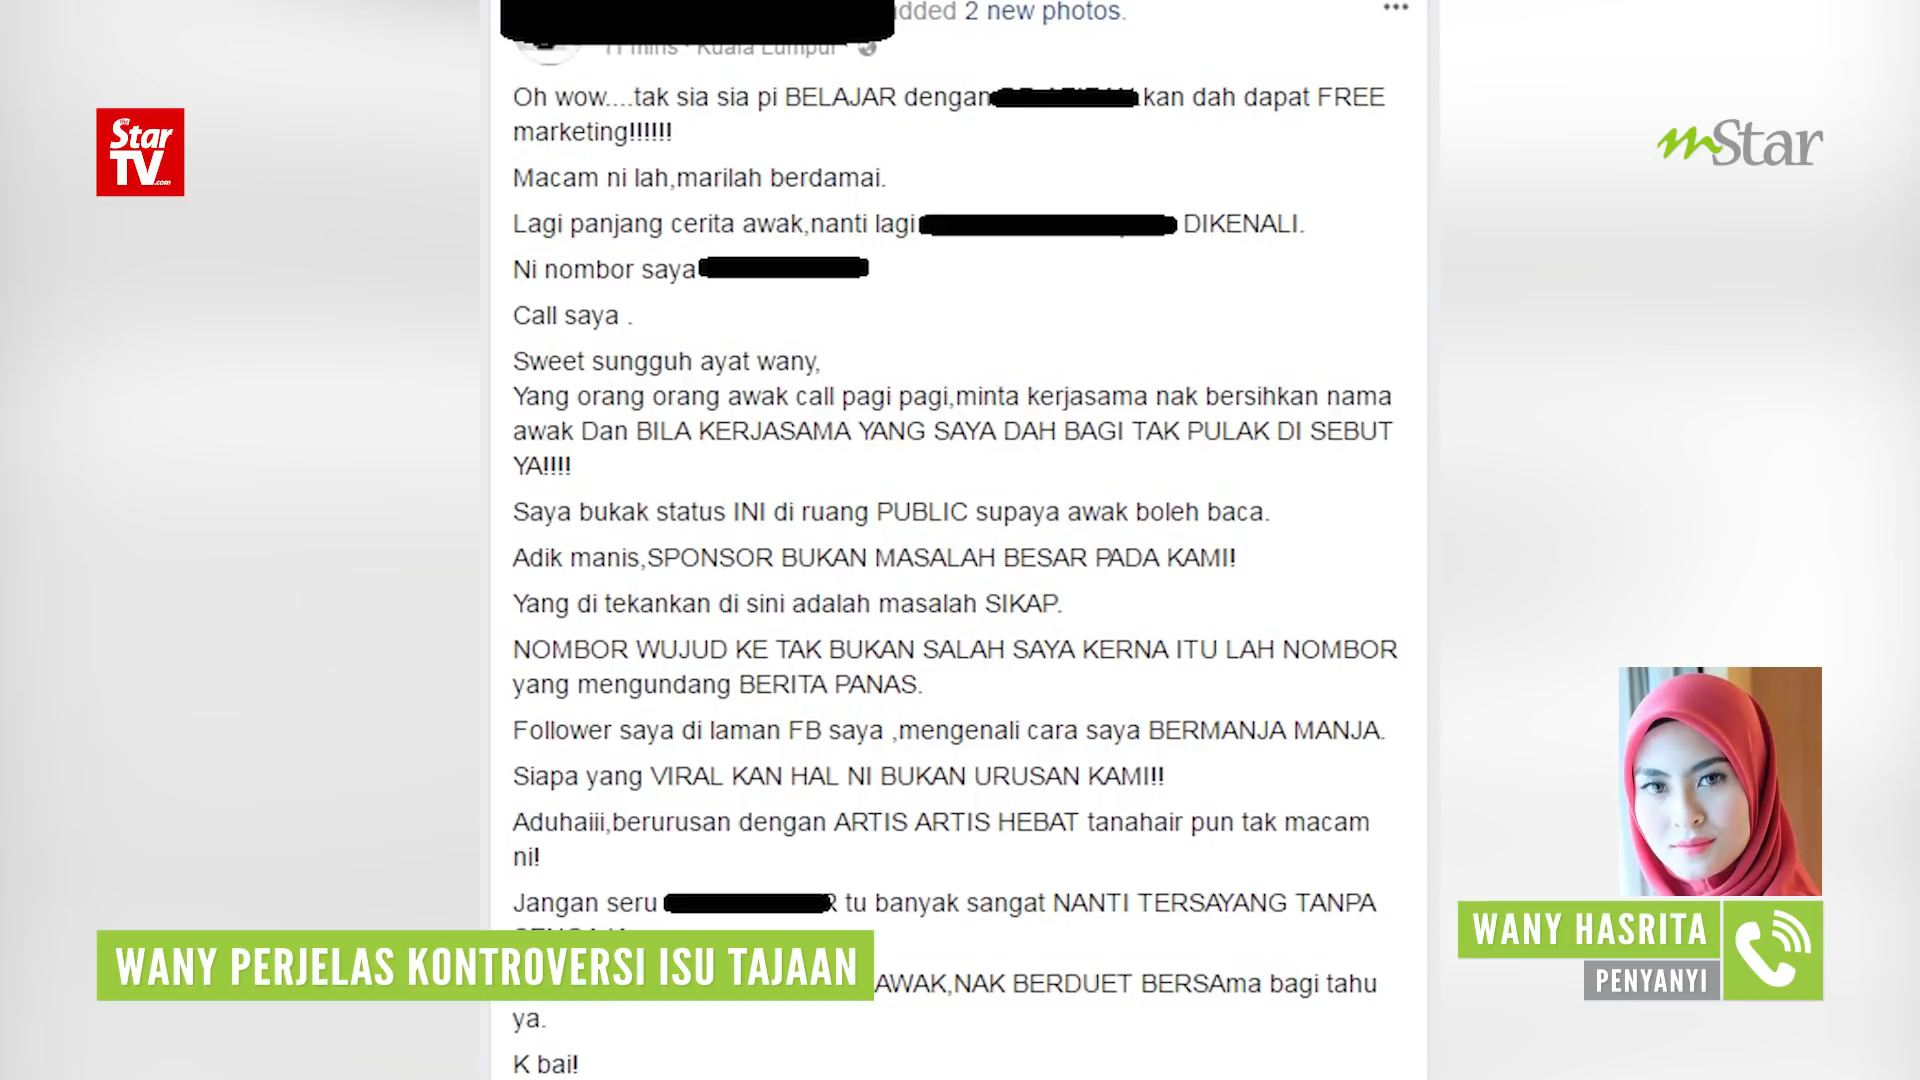 added 2 new photos.
11 mins · Kuala Lumpur ·
Oh wow....tak sia sia pi BELAJAR dengan kan dah dapat FREE
marketing!!!!!!
Macam ni lah,marilah berdamai.
Lagi panjang cerita awak,nanti lagi DIKENALI.
Ni nombor saya
Call saya .
Sweet sungguh ayat wany,
Yang orang orang awak call pagi pagi,minta kerjasama nak bersihkan nama
awak Dan BILA KERJASAMA YANG SAYA DAH BAGI TAK PULAK DI SEBUT
YA!!!!
Saya bukak status INI di ruang PUBLIC supaya awak boleh baca.
Adik manis,SPONSOR BUKAN MASALAH BESAR PADA KAMI!
Yang di tekankan di sini adalah masalah SIKAP.
NOMBOR WUJUD KE TAK BUKAN SALAH SAYA KERNA ITU LAH NOMBOR
yang mengundang BERITA PANAS.
Follower saya di laman FB saya ,mengenali cara saya BERMANJA MANJA.
Siapa yang VIRAL KAN HAL NI BUKAN URUSAN KAMI!!
Aduhaiii,berurusan dengan ARTIS ARTIS HEBAT tanahair pun tak macam
ni!
Jangan seru R tu banyak sangat NANTI TERSAYANG TANPA
AWAK,NAK BERDUET BERSAma bagi tahu
ya.
K bai!
the Star
TV.com
mStar
WANY PERJELAS KONTROVERSI ISU TAJAAN
WANY HASRITA
PENYANYI